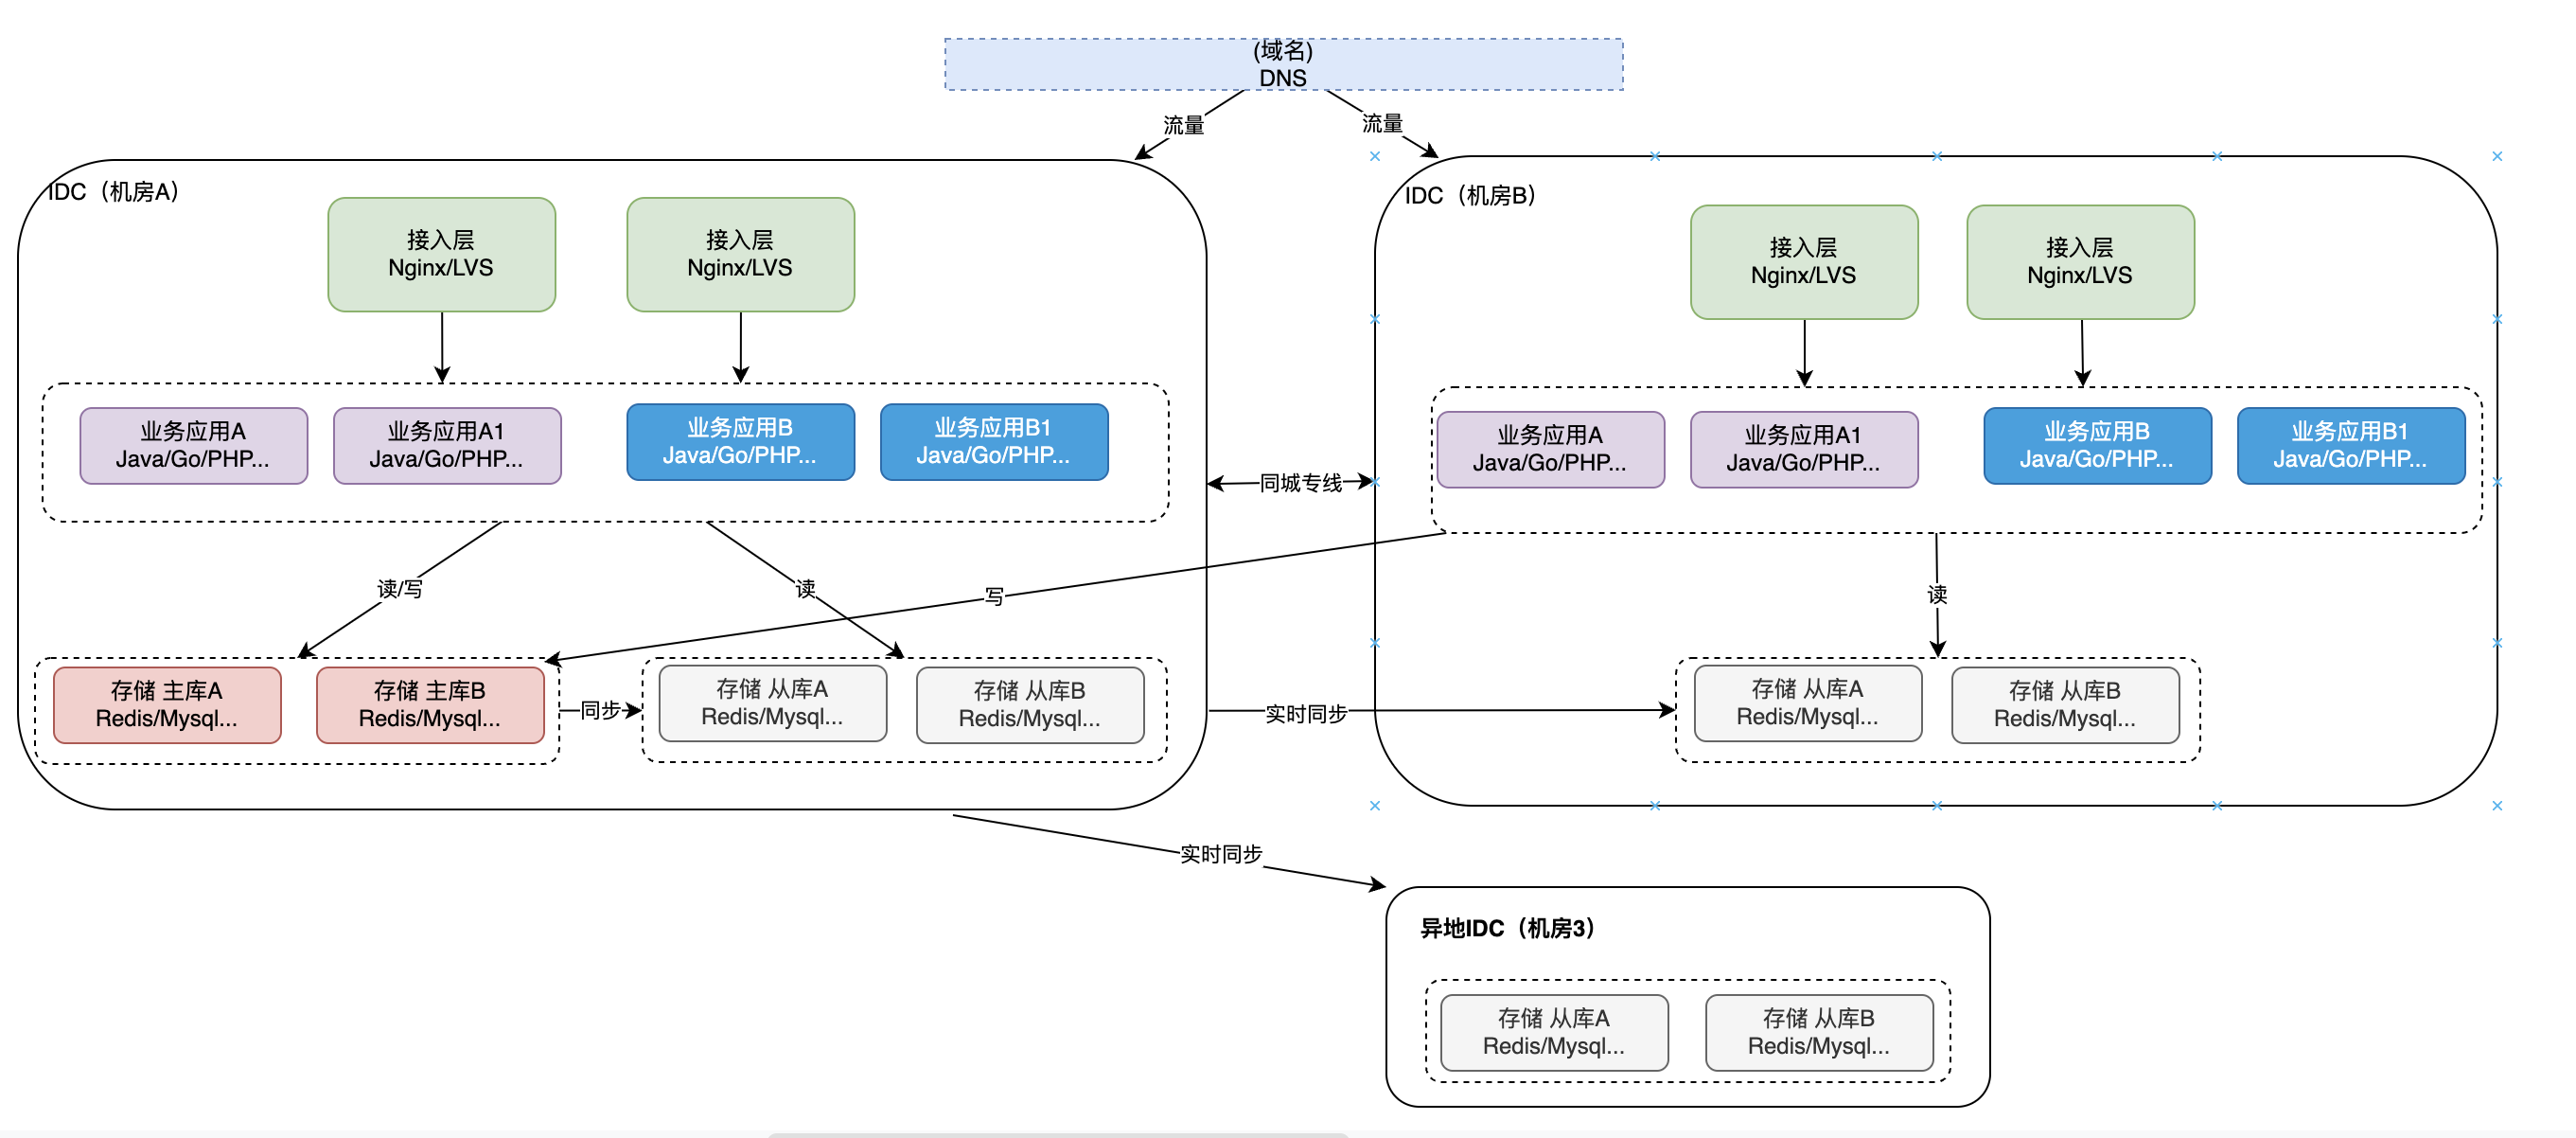 (域名)
DNS
流量
流量
IDC（机房A）
接入层
Nginx/LVS
接入层
Nginx/LVS
业务应用A
Java/Go/PHP...
业务应用A1
Java/Go/PHP...
业务应用B
Java/Go/PHP...
业务应用B1
Java/Go/PHP...
读/写
读
写
存储 主库A
Redis/Mysql...
存储 主库B
Redis/Mysql...
同步
存储 从库A
Redis/Mysql...
存储 从库B
Redis/Mysql...
同城专线
实时同步
IDC（机房B）
接入层
Nginx/LVS
接入层
Nginx/LVS
业务应用A
Java/Go/PHP...
业务应用A1
Java/Go/PHP...
业务应用B
Java/Go/PHP...
业务应用B1
Java/Go/PHP...
读
存储 从库A
Redis/Mysql...
存储 从库B
Redis/Mysql...
实时同步
异地IDC（机房3）
存储 从库A
Redis/Mysql...
存储 从库B
Redis/Mysql...